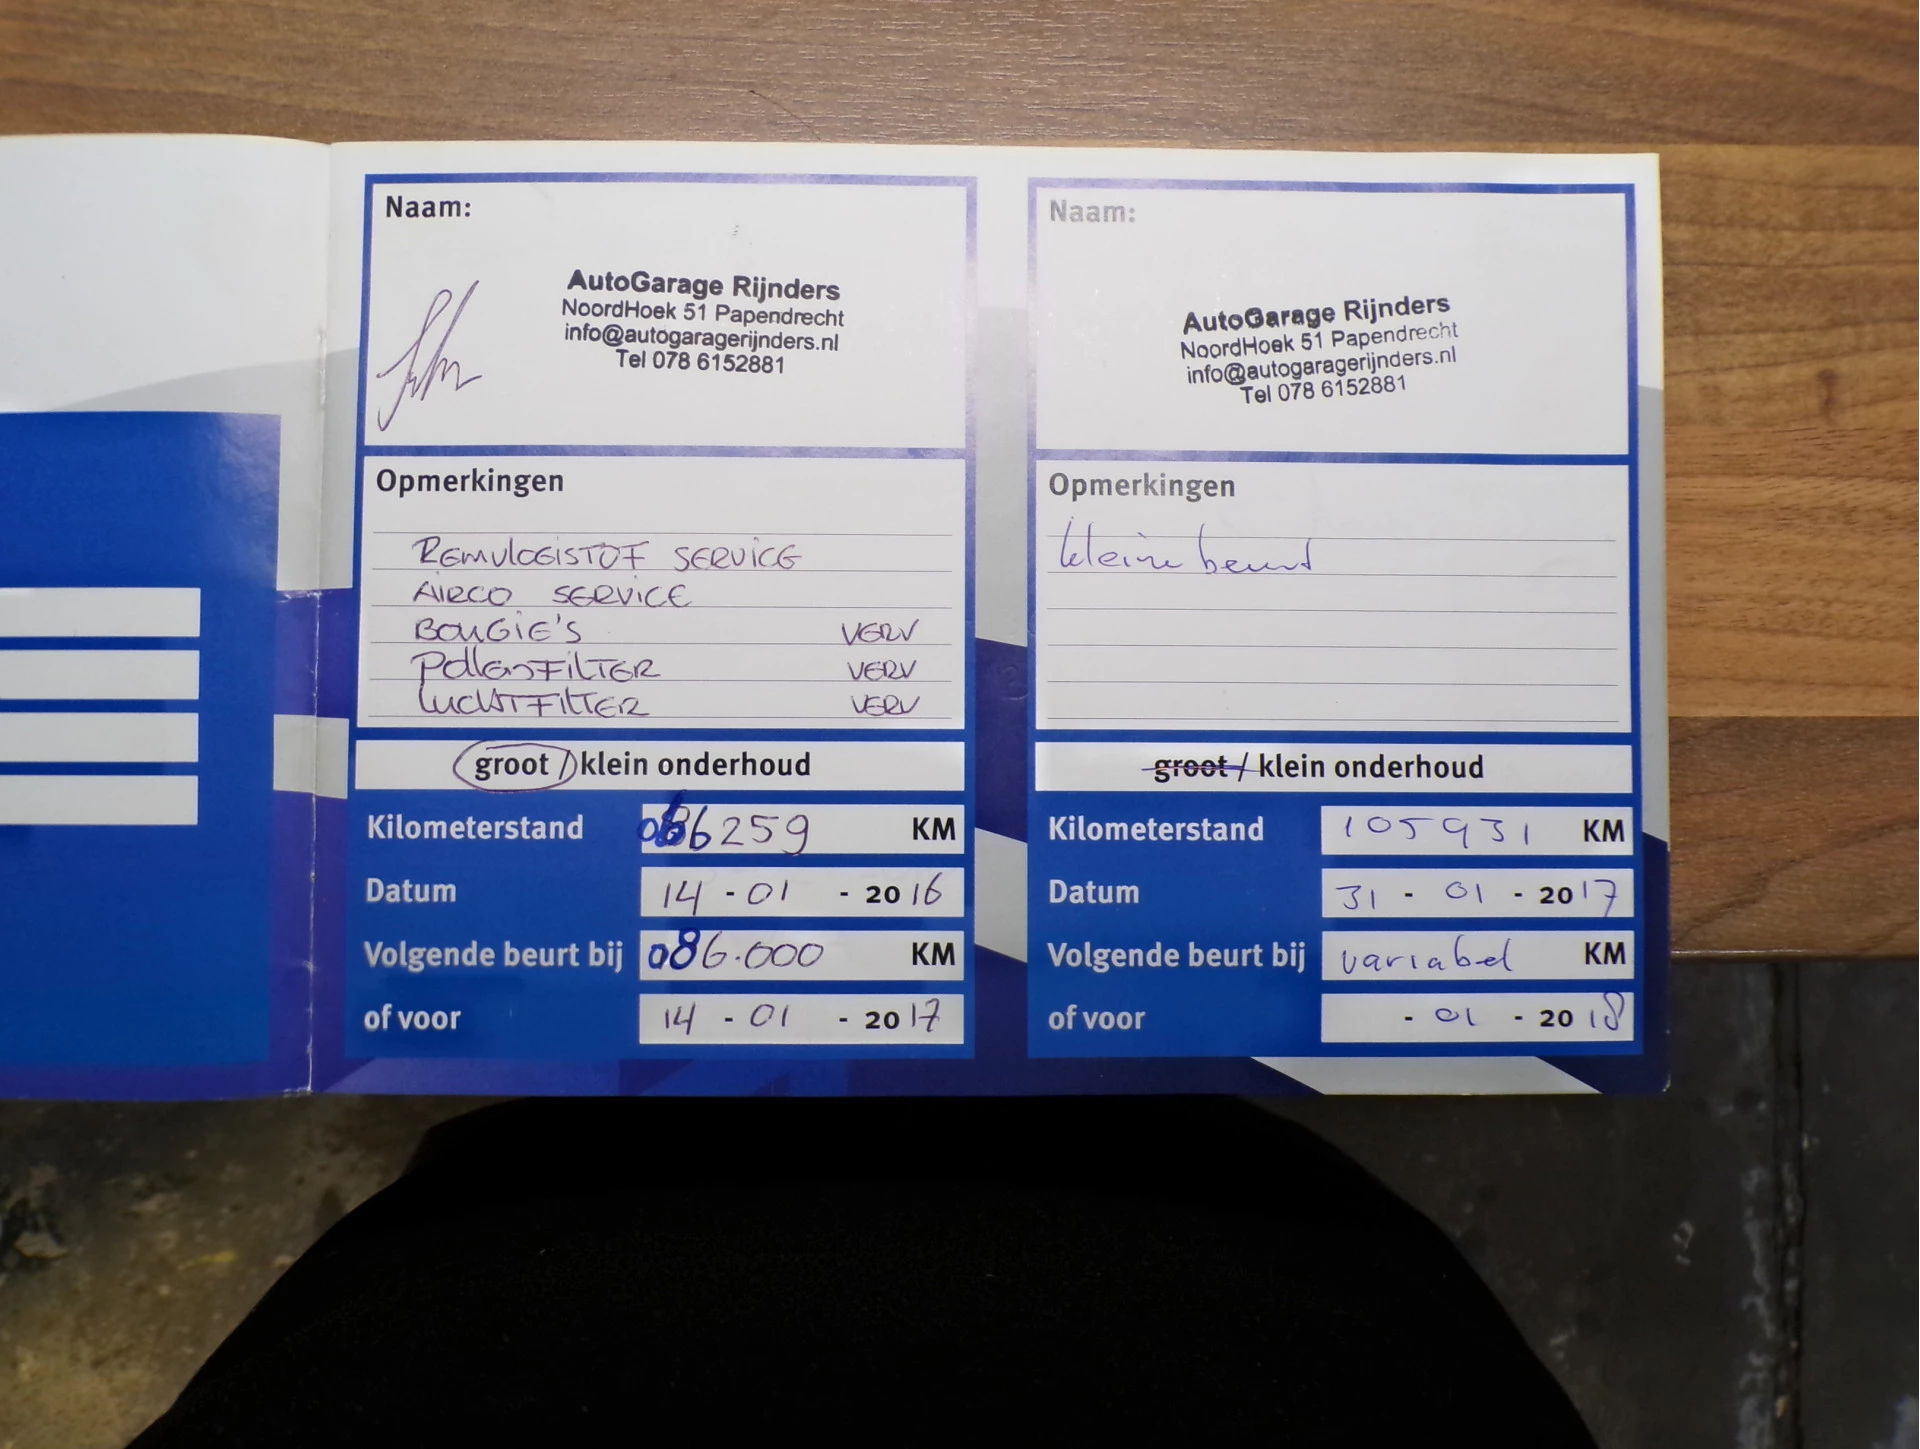 Naam:
AutoGarage Rijnders
NoordHoek 51 Papendrecht
info@autogaragerijnders.nl
Tel 078 6152881
Opmerkingen
REMVLOEISTOF SERVICE
AIRCO SERVICE
BOUGIE'S VERV
POLLENFILTER VERV
LUCHTFILTER VERV
groot / klein onderhoud
Kilometerstand 6259 KM
Datum 14 - 01 - 2016
Volgende beurt bij 086.000 KM
of voor 14 - 01 - 2017
Naam:
AutoGarage Rijnders
NoordHoek 51 Papendrecht
info@autogaragerijnders.nl
Tel 078 6152881
Opmerkingen
kleine beurt
groot / klein onderhoud
Kilometerstand 105931 KM
Datum 31 - 01 - 2017
Volgende beurt bij variabel KM
of voor - 01 - 2018